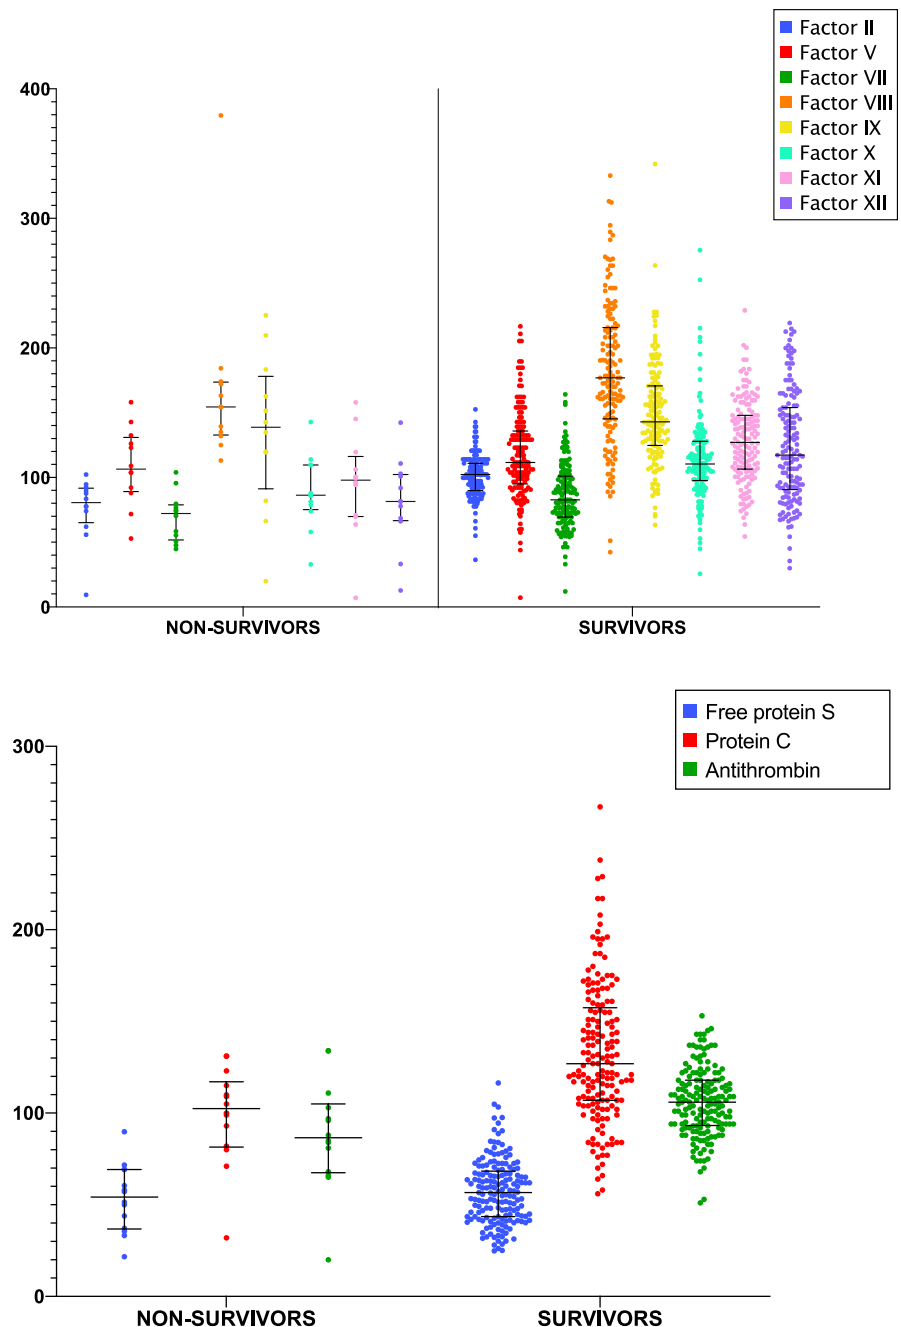 Factor II
Factor V
Factor VII
Factor VIII
Factor IX
Factor X
Factor XI
Factor XII
400
300
200
100
0
NON-SURVIVORS SURVIVORS
Free protein S
Protein C
Antithrombin
300
200
100
0
NON-SURVIVORS SURVIVORS